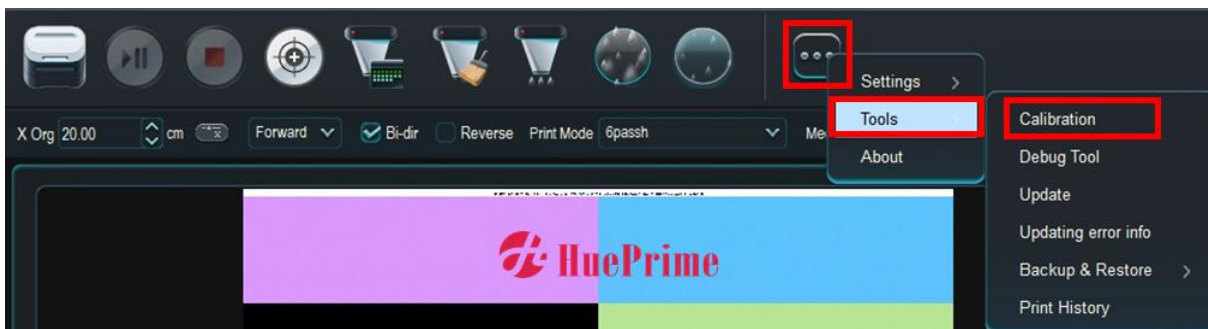 Settings
X Org 20.00 cm Forward Bi-dir Reverse Print Mode 6passh
Tools
About
Calibration
Debug Tool
Update
Updating error info
Backup & Restore
Print History
HuePrime